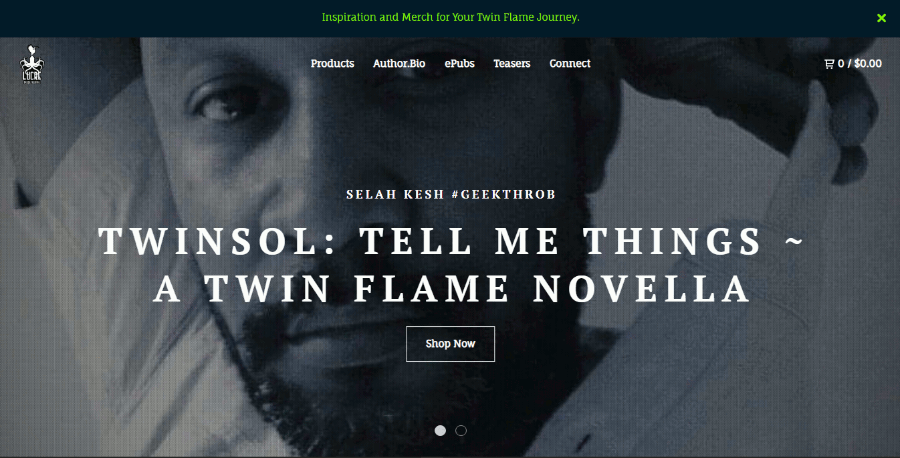 Inspiration and Merch for Your Twin Flame Journey.
LUCRE
Products Author.Bio ePubs Teasers Connect 0 / $0.00
SELAH KESH #GEEKTHROB
TWINSOL: TELL ME THINGS ~
A TWIN FLAME NOVELLA
Shop Now